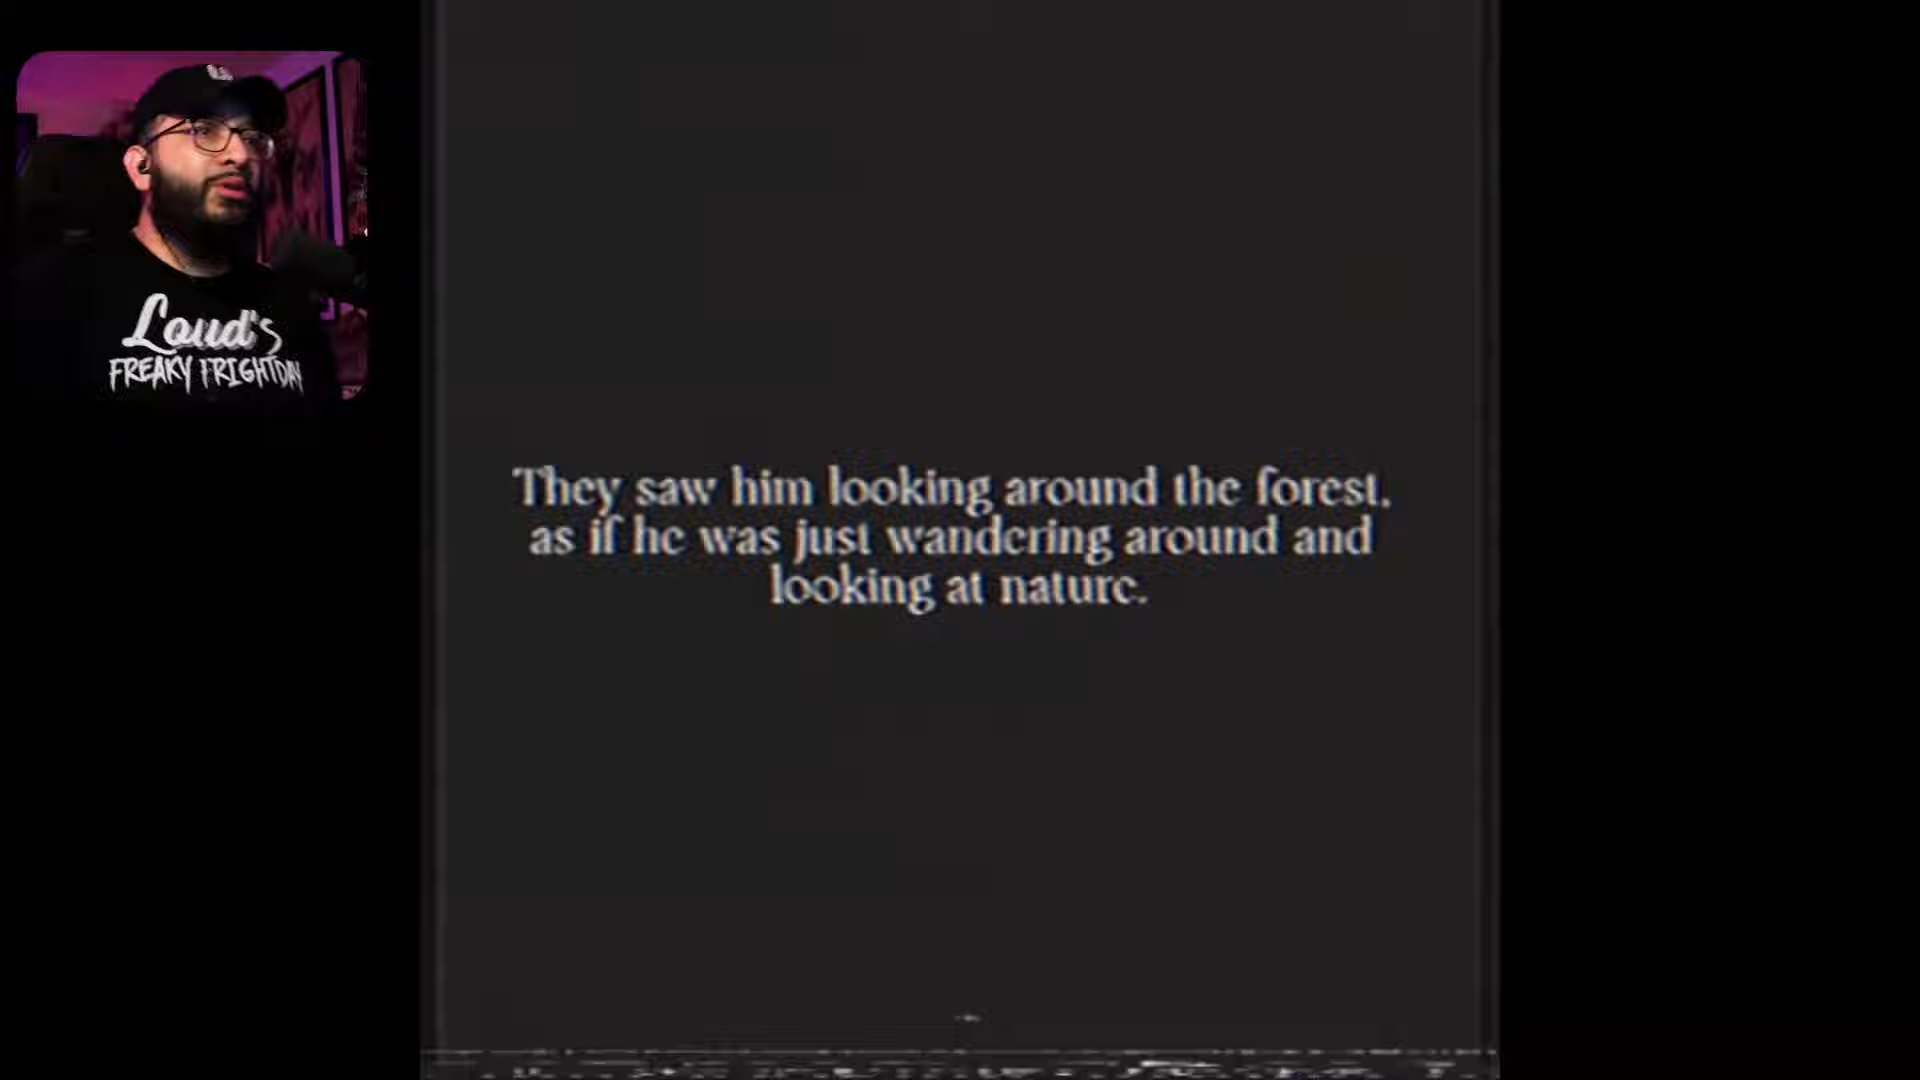 Loud's
FREAKY FRIGHTDAY
They saw him looking around the forest,
as if he was just wandering around and
looking at nature.